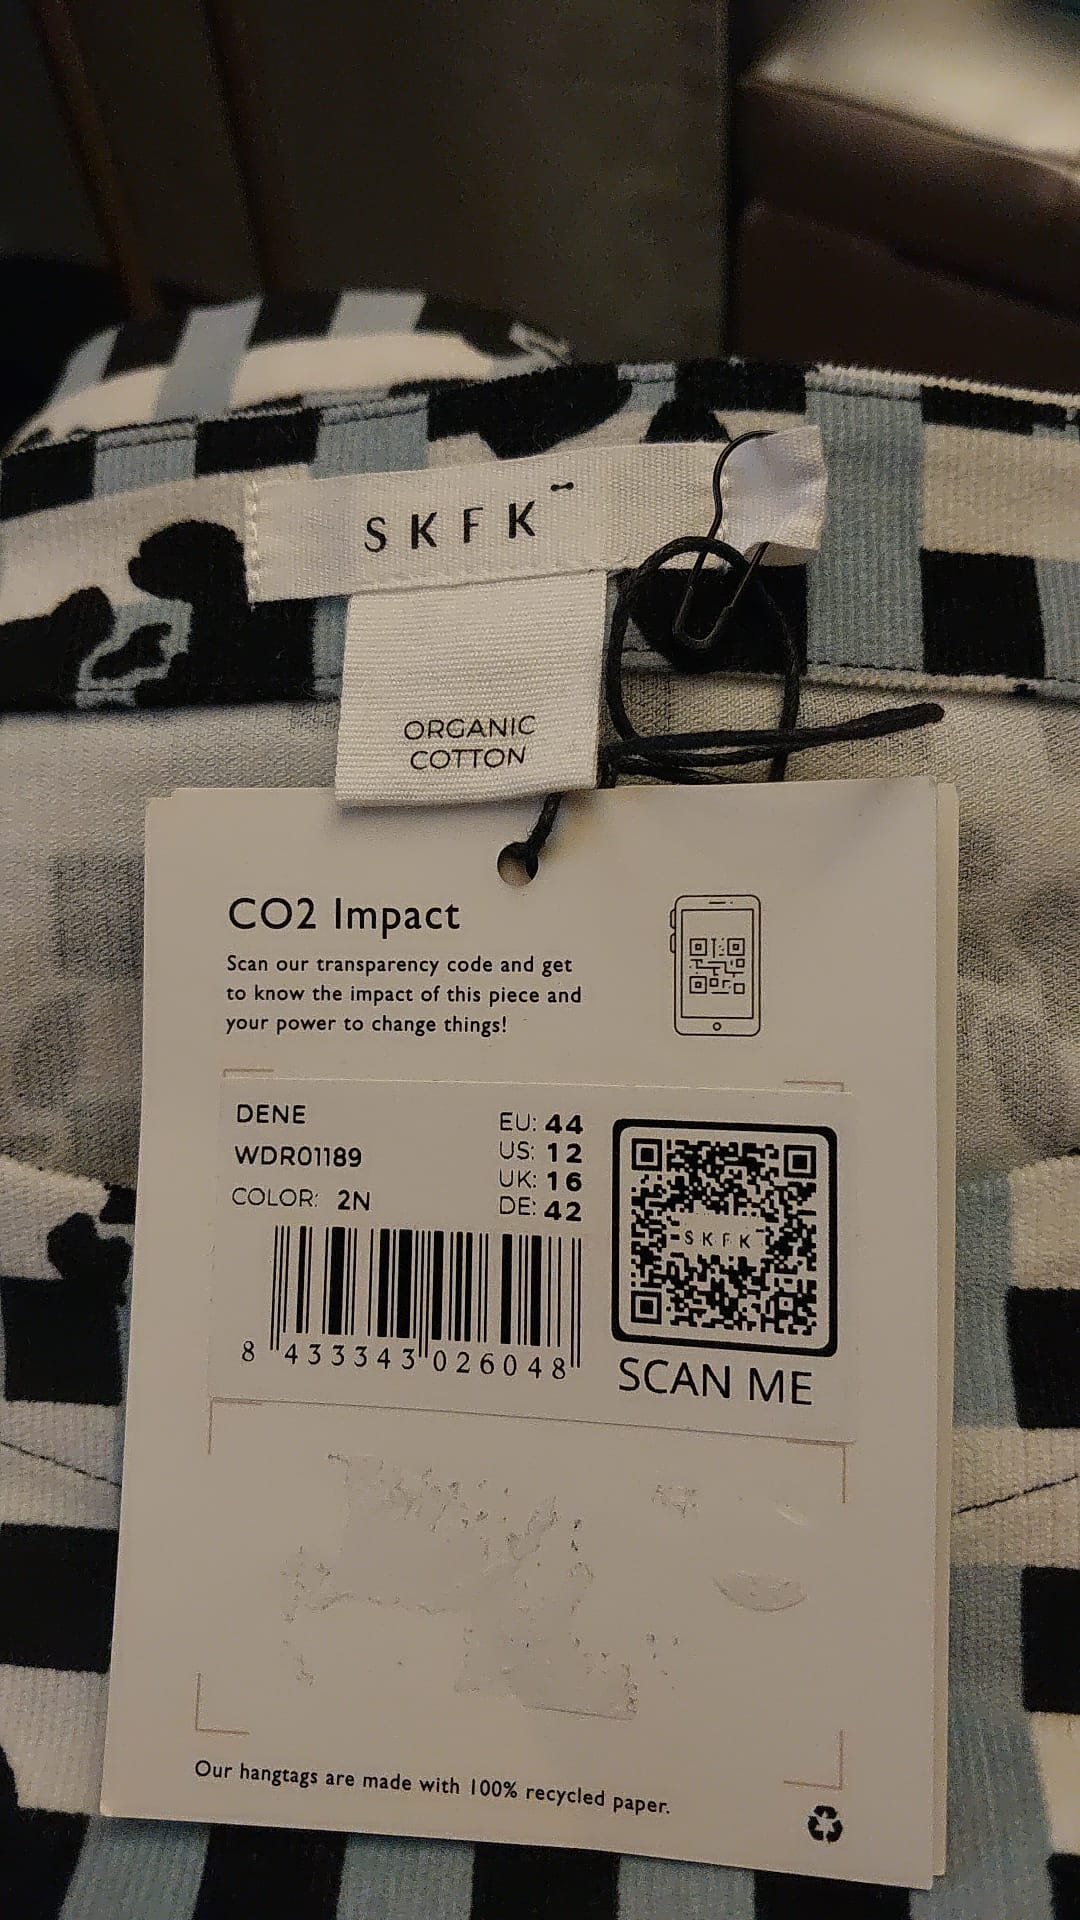 SKFK
ORGANIC
COTTON
CO2 Impact
Scan our transparency code and get
to know the impact of this piece and
your power to change things!
DENE
WDR01189
COLOR: 2N
EU: 44
US: 12
UK: 16
DE: 42
SKFK
8 433343 026048
SCAN ME
Our hangtags are made with 100% recycled paper.